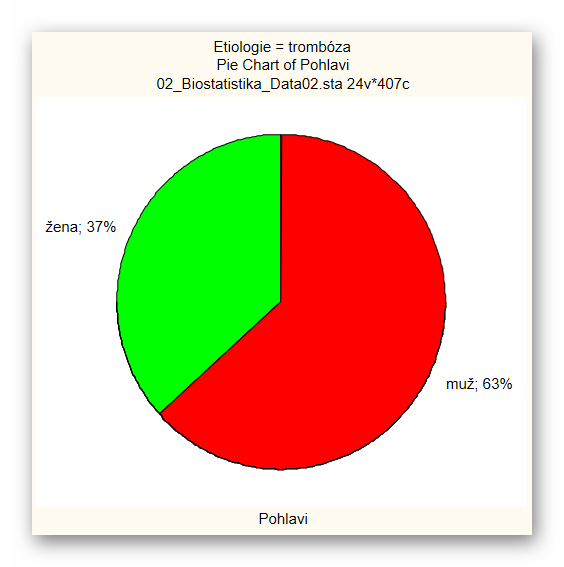 Etiologie = trombóza
Pie Chart of Pohlavi
02_Biostatistika_Data02.sta 24v*407c
žena; 37%
muž; 63%
Pohlavi